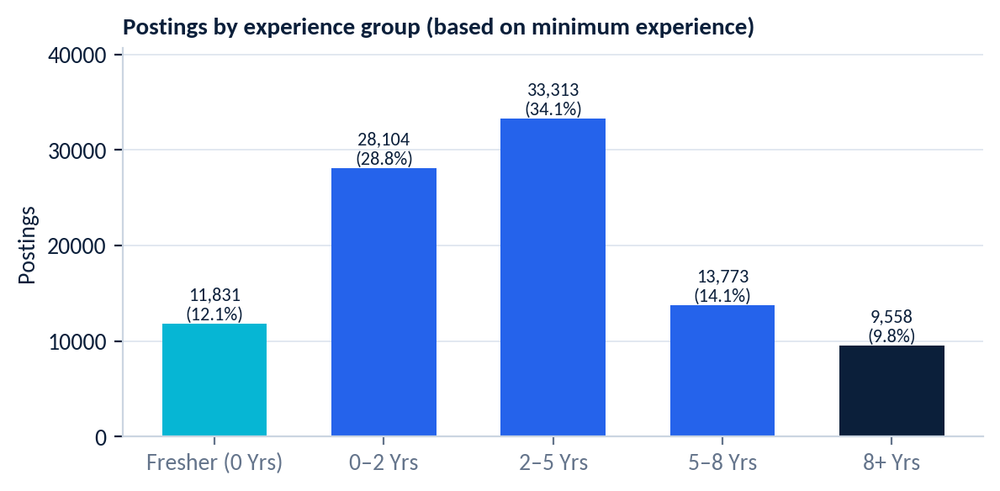 Postings by experience group (based on minimum experience)
Postings
40000
30000
20000
10000
0
11,831
(12.1%)
28,104
(28.8%)
33,313
(34.1%)
13,773
(14.1%)
9,558
(9.8%)
Fresher (0 Yrs)
0–2 Yrs
2–5 Yrs
5–8 Yrs
8+ Yrs